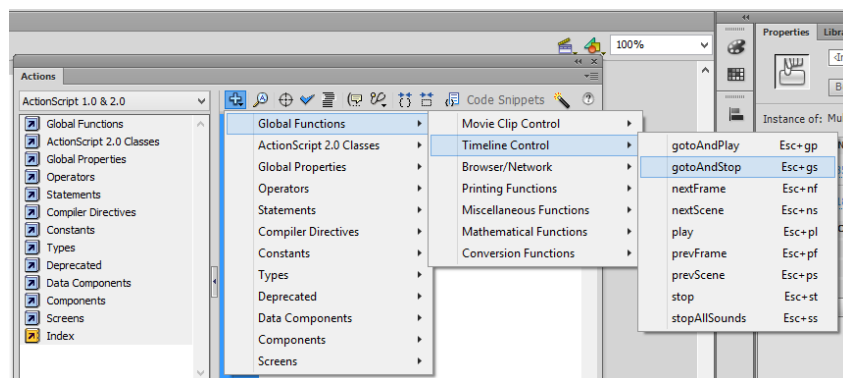 100%
Properties
Libra
Actions
ActionScript 1.0 & 2.0
Code Snippets
Instance of: Mu
Global Functions
ActionScript 2.0 Classes
Global Properties
Operators
Statements
Compiler Directives
Constants
Types
Deprecated
Data Components
Components
Screens
Index
Global Functions
ActionScript 2.0 Classes
Global Properties
Operators
Statements
Compiler Directives
Constants
Types
Deprecated
Data Components
Components
Screens
Movie Clip Control
Timeline Control
Browser/Network
Printing Functions
Miscellaneous Functions
Mathematical Functions
Conversion Functions
gotoAndPlay Esc+gp
gotoAndStop Esc+gs
nextFrame Esc+nf
nextScene Esc+ns
play Esc+pl
prevFrame Esc+pf
prevScene Esc+ps
stop Esc+st
stopAllSounds Esc+ss